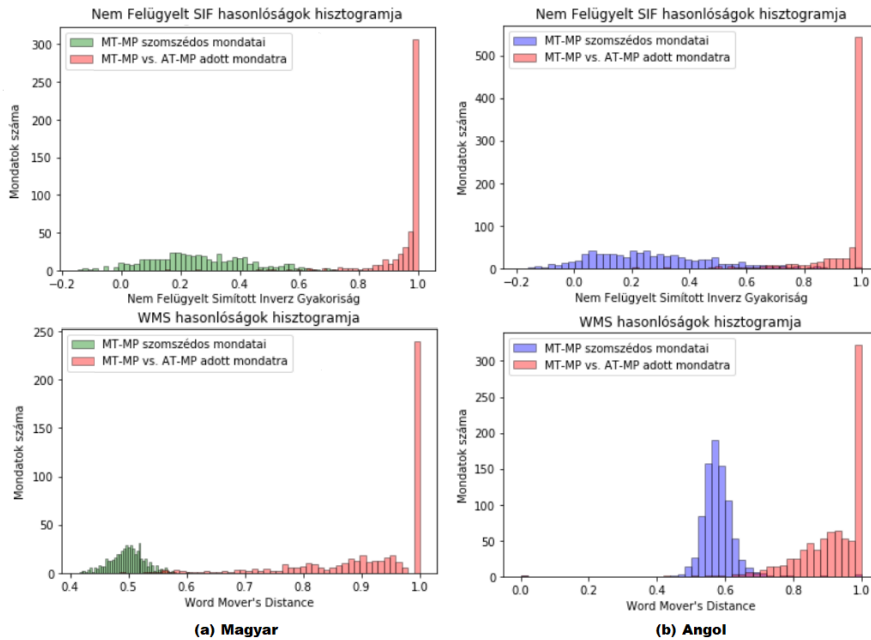 Nem Felügyelt SIF hasonlóságok hisztogramja
MT-MP szomszédos mondatai
MT-MP vs. AT-MP adott mondatra
Mondatok száma
300
250
200
150
100
50
0
−0.2 0.0 0.2 0.4 0.6 0.8 1.0
Nem Felügyelt Simított Inverz Gyakoriság
Nem Felügyelt SIF hasonlóságok hisztogramja
MT-MP szomszédos mondatai
MT-MP vs. AT-MP adott mondatra
Mondatok száma
500
400
300
200
100
0
−0.2 0.0 0.2 0.4 0.6 0.8 1.0
Nem Felügyelt Simított Inverz Gyakoriság
WMS hasonlóságok hisztogramja
MT-MP szomszédos mondatai
MT-MP vs. AT-MP adott mondatra
Mondatok száma
250
200
150
100
50
0
0.4 0.5 0.6 0.7 0.8 0.9 1.0
Word Mover's Distance
(a) Magyar
WMS hasonlóságok hisztogramja
MT-MP szomszédos mondatai
MT-MP vs. AT-MP adott mondatra
Mondatok száma
300
250
200
150
100
50
0
0.0 0.2 0.4 0.6 0.8 1.0
Word Mover's Distance
(b) Angol